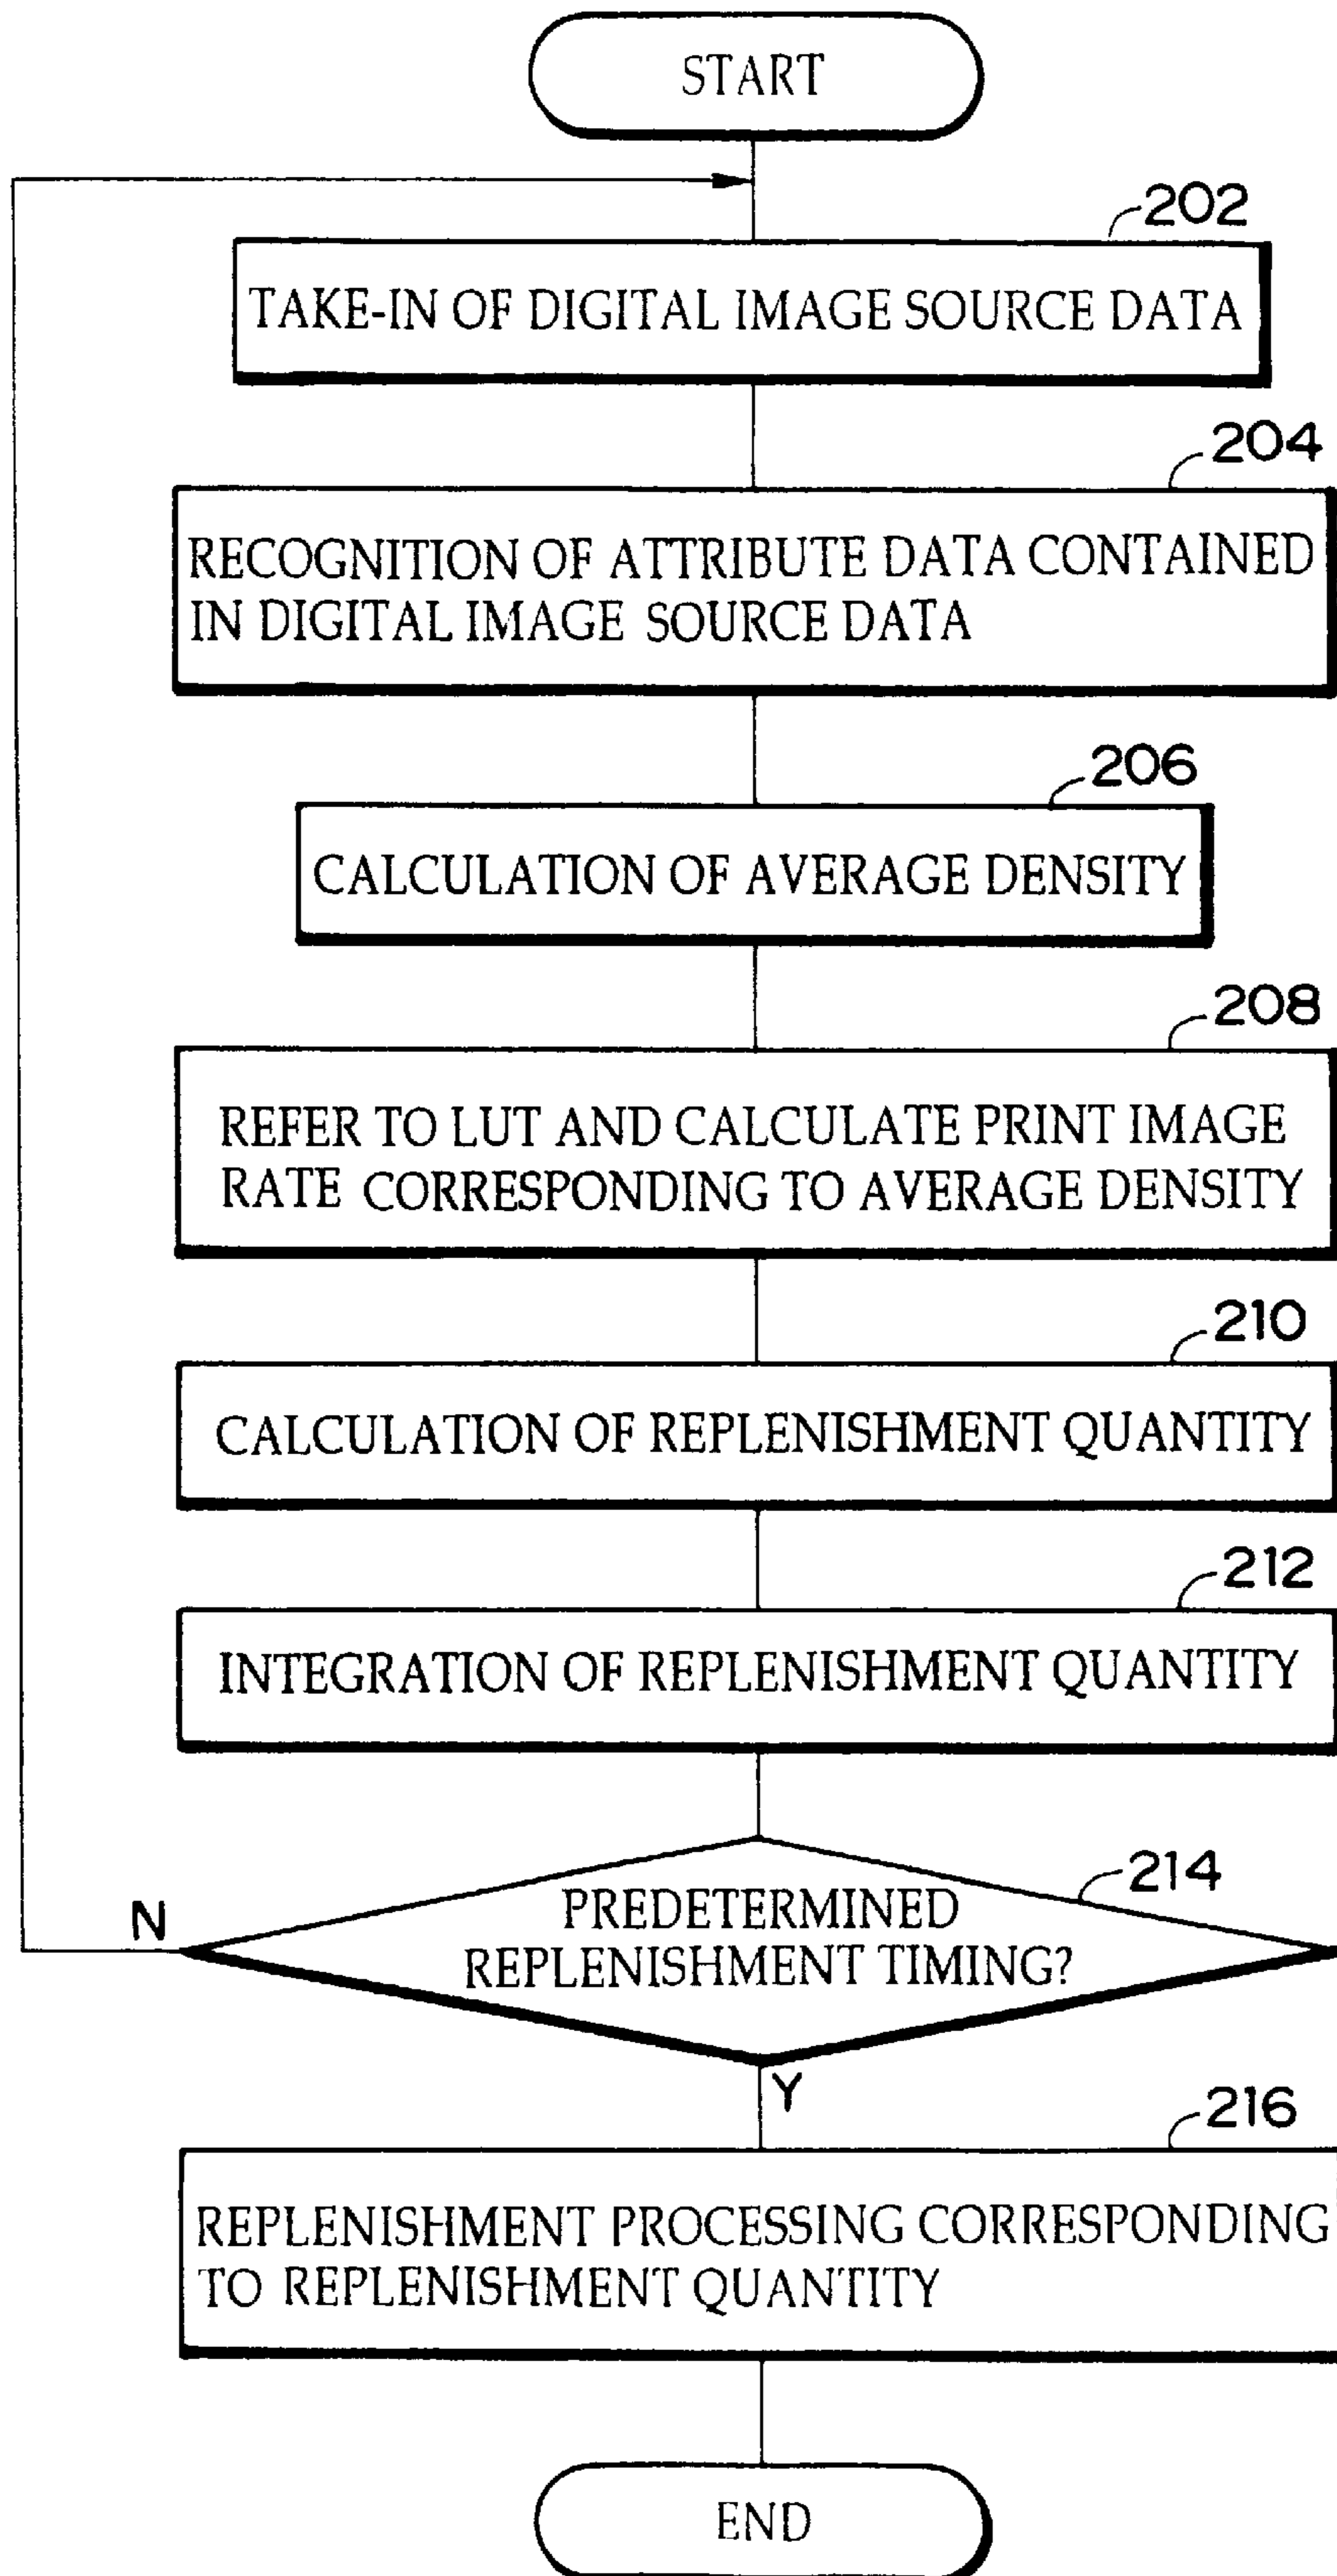 START
202
TAKE-IN OF DIGITAL IMAGE SOURCE DATA
204
RECOGNITION OF ATTRIBUTE DATA CONTAINED
IN DIGITAL IMAGE SOURCE DATA
206
CALCULATION OF AVERAGE DENSITY
208
REFER TO LUT AND CALCULATE PRINT IMAGE
RATE CORRESPONDING TO AVERAGE DENSITY
210
CALCULATION OF REPLENISHMENT QUANTITY
212
INTEGRATION OF REPLENISHMENT QUANTITY
214
N
PREDETERMINED
REPLENISHMENT TIMING?
Y
216
REPLENISHMENT PROCESSING CORRESPONDING
TO REPLENISHMENT QUANTITY
END